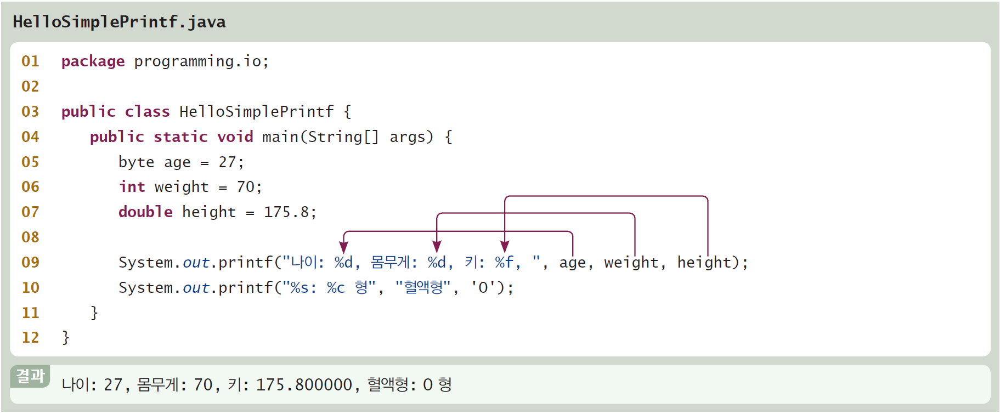 HelloSimplePrintf.java
01 package programming.io;
02
03 public class HelloSimplePrintf {
04 public static void main(String[] args) {
05 byte age = 27;
06 int weight = 70;
07 double height = 175.8;
08
09 System.out.printf("나이: %d, 몸무게: %d, 키: %f, ", age, weight, height);
10 System.out.printf("%s: %c 형", "혈액형", 'O');
11 }
12 }
결과 나이: 27, 몸무게: 70, 키: 175.800000, 혈액형: O 형